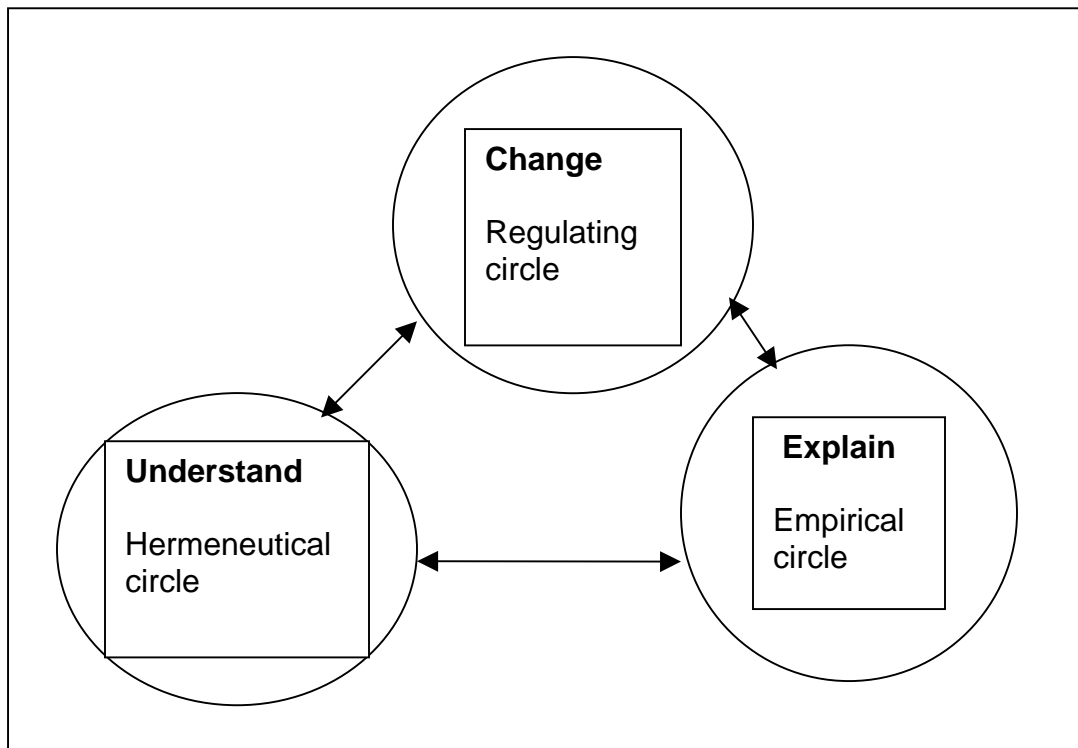 Change
Regulating
circle
Understand
Hermeneutical
circle
Explain
Empirical
circle